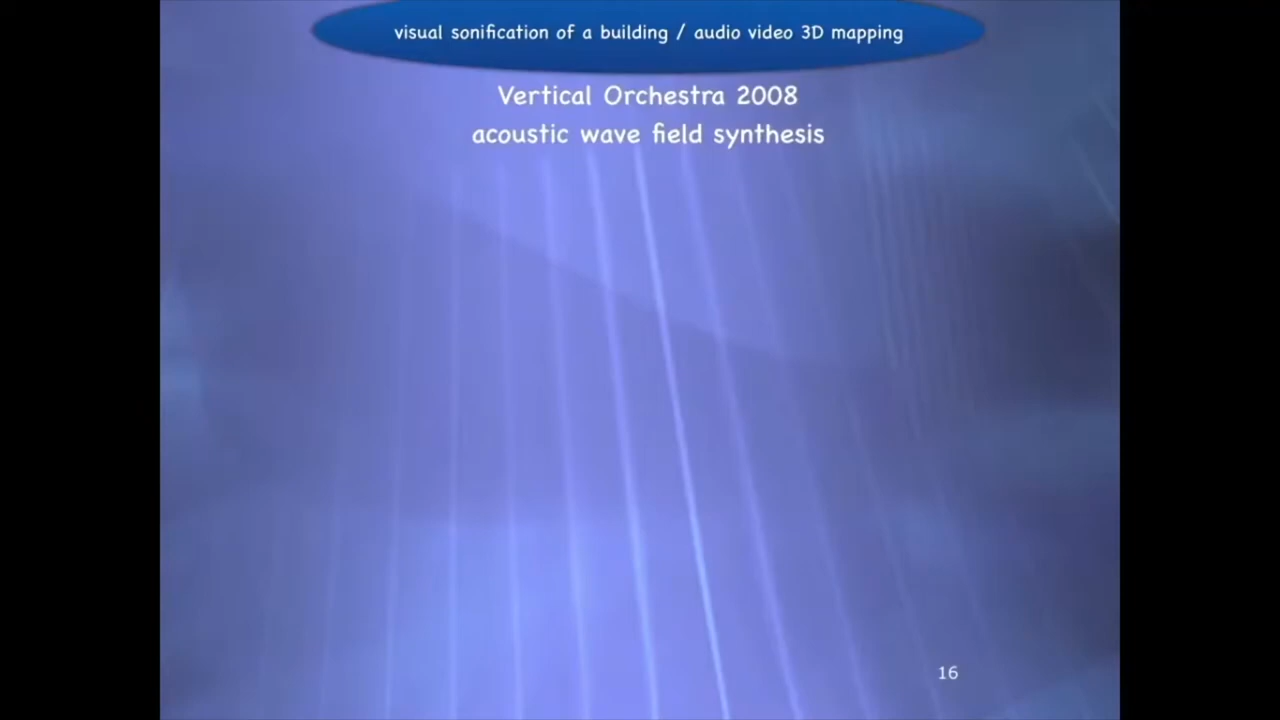 visual sonification of a building / audio video 3D mapping
Vertical Orchestra 2008
acoustic wave field synthesis
16